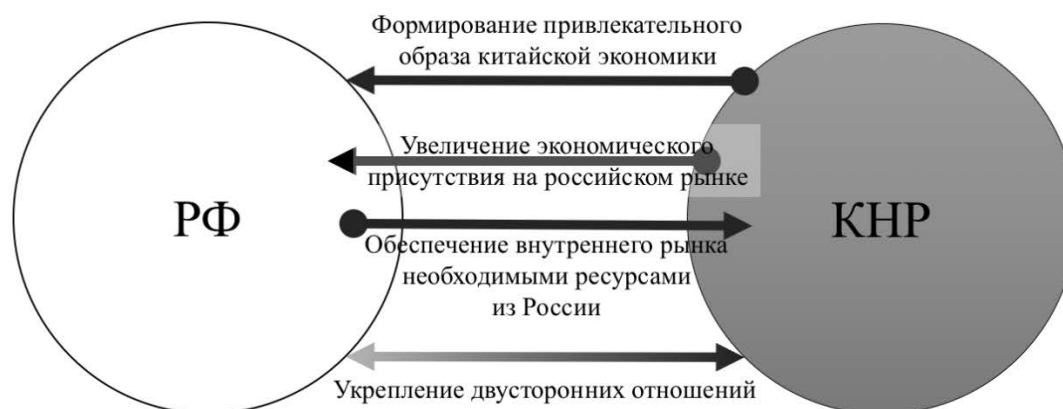 Формирование привлекательного
образа китайской экономики
Увеличение экономического
присутствия на российском рынке
РФ
КНР
Обеспечение внутреннего рынка
необходимыми ресурсами
из России
Укрепление двусторонних отношений